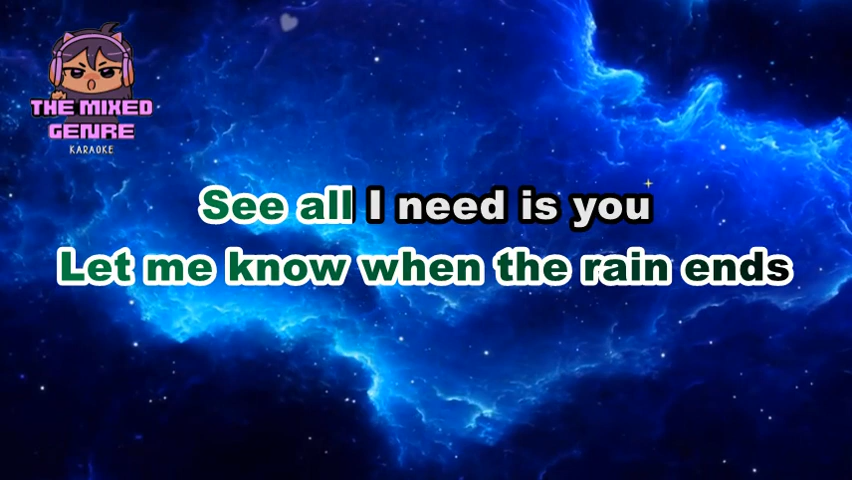 THE MIXED
GENRE
KARAOKE
See all I need is you
Let me know when the rain ends